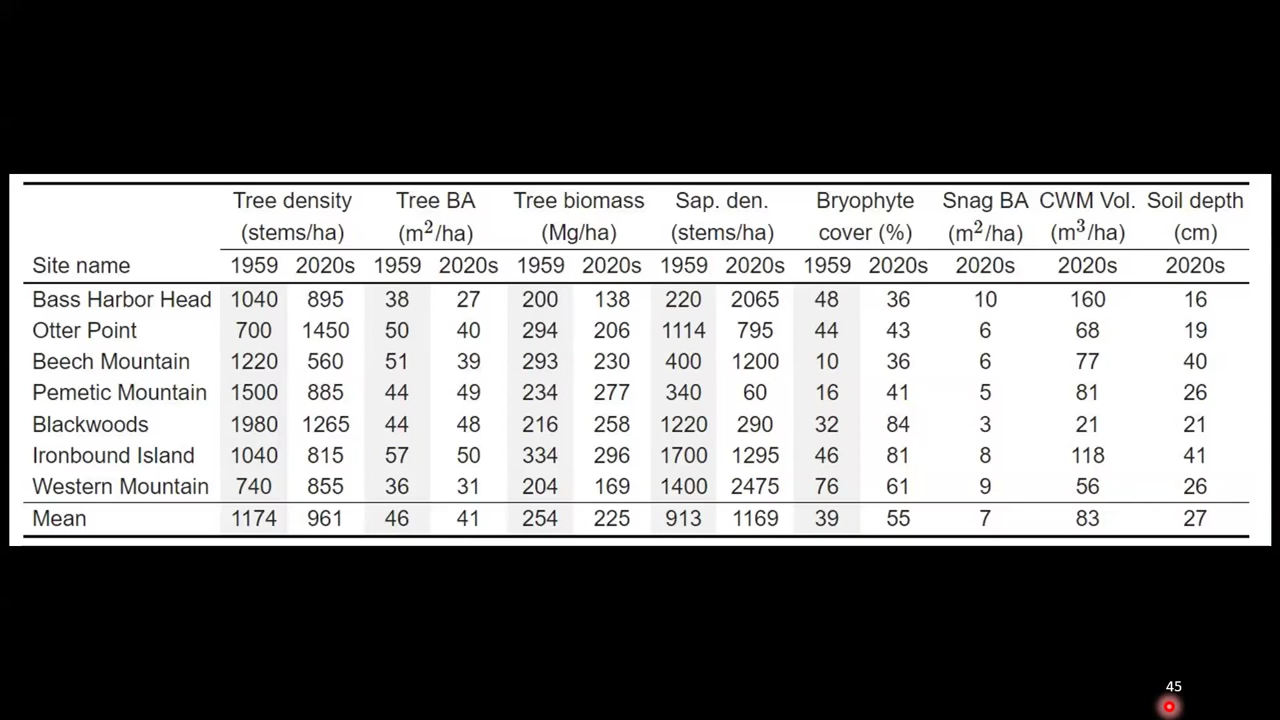 Tree density Tree BA Tree biomass Sap. den. Bryophyte Snag BA CWM Vol. Soil depth
(stems/ha) (m²/ha) (Mg/ha) (stems/ha) cover (%) (m²/ha) (m³/ha) (cm)
Site name 1959 2020s 1959 2020s 1959 2020s 1959 2020s 1959 2020s 2020s 2020s 2020s
Bass Harbor Head 1040 895 38 27 200 138 220 2065 48 36 10 160 16
Otter Point 700 1450 50 40 294 206 1114 795 44 43 6 68 19
Beech Mountain 1220 560 51 39 293 230 400 1200 10 36 6 77 40
Pemetic Mountain 1500 885 44 49 234 277 340 60 16 41 5 81 26
Blackwoods 1980 1265 44 48 216 258 1220 290 32 84 3 21 21
Ironbound Island 1040 815 57 50 334 296 1700 1295 46 81 8 118 41
Western Mountain 740 855 36 31 204 169 1400 2475 76 61 9 56 26
Mean 1174 961 46 41 254 225 913 1169 39 55 7 83 27
45